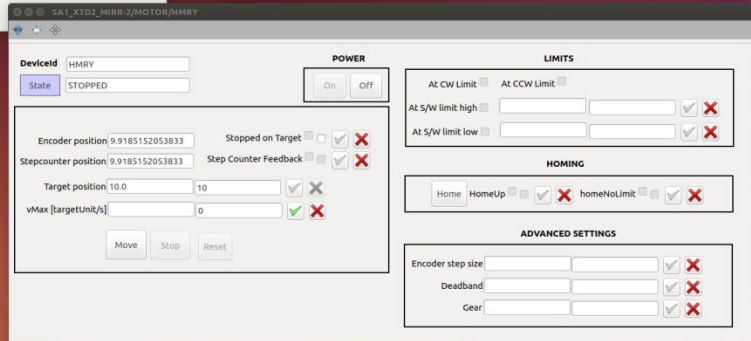 SA1_XTD2_MIRR-2/MOTOR/HMRY
DeviceId HMRY
State STOPPED
POWER
On Off
Encoder position 9.9185152053833 Stopped on Target
Stepcounter position 9.9185152053833 Step Counter Feedback
Target position 10.0 10
vMax [targetUnit/s] 0
Move Stop Reset
LIMITS
At CW Limit At CCW Limit
At S/W limit high
At S/W limit low
HOMING
Home HomeUp homeNoLimit
ADVANCED SETTINGS
Encoder step size
Deadband
Gear